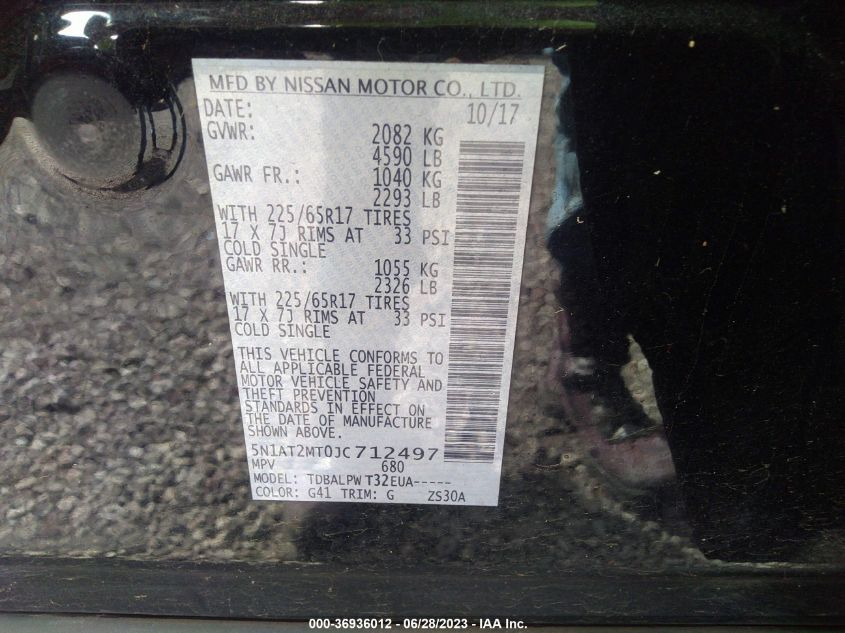 MFD BY NISSAN MOTOR CO., LTD.
DATE: 10/17
GVWR: 2082 KG
4590 LB
GAWR FR.: 1040 KG
2293 LB
WITH 225/65R17 TIRES
17 X 7J RIMS AT 33 PSI
COLD SINGLE
GAWR RR.: 1055 KG
2326 LB
WITH 225/65R17 TIRES
17 X 7J RIMS AT 33 PSI
COLD SINGLE
THIS VEHICLE CONFORMS TO
ALL APPLICABLE FEDERAL
MOTOR VEHICLE SAFETY AND
THEFT PREVENTION
STANDARDS IN EFFECT ON
THE DATE OF MANUFACTURE
SHOWN ABOVE.
5N1AT2MT0JC712497
MPV 680
MODEL: TDBALPW T32EUA-----
COLOR: G41 TRIM: G ZS30A
000-36936012 - 06/28/2023 - IAA Inc.